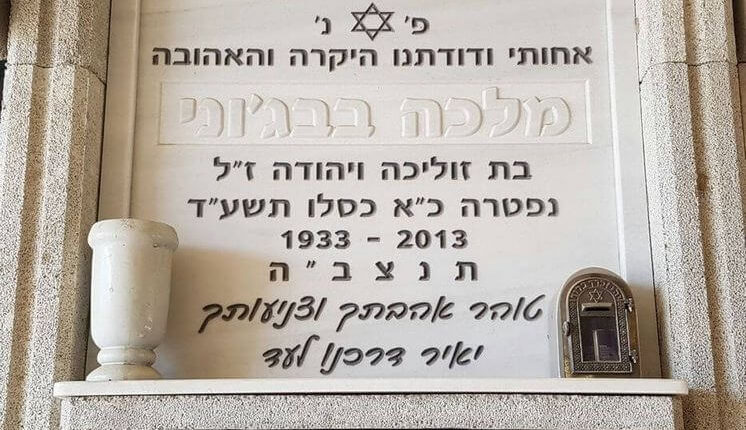 פ' נ'
אחותי ודודתנו היקרה והאהובה
מלכה בבג'וני
בת זוליכה ויהודה ז"ל
נפטרה כ"א כסלו תשע"ד
1933 - 2013
ת נ צ ב " ה
טוהר אהבתך וצניעותך
יאיר דרכנו לעד